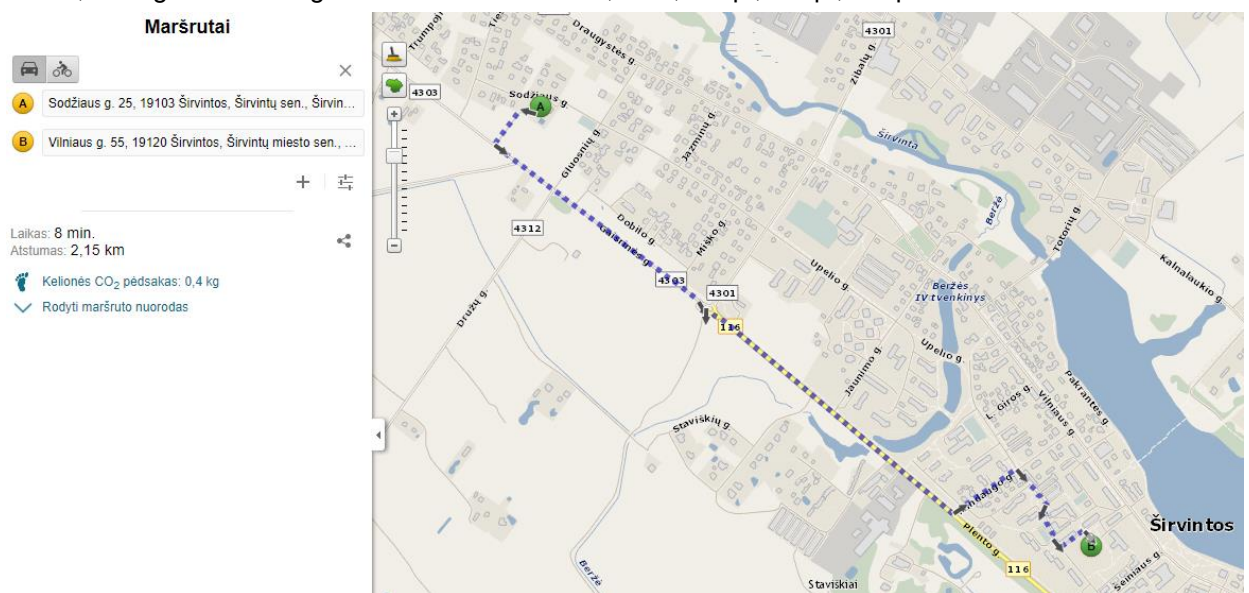 Maršrutai
A Sodžiaus g. 25, 19103 Širvintos, Širvintų sen., Širvin...
B Vilniaus g. 55, 19120 Širvintos, Širvintų miesto sen., ...
Laikas: 8 min.
Atstumas: 2,15 km
Kelionės CO2 pėdsakas: 0,4 kg
Rodyti maršruto nuorodas
Draugystės g.
4301
Zibalų g.
4303
Sodžiaus g
A
Širvinta
Gluosnių g.
Jazminų g.
Beržė
Totorių g.
Kalnalaukio g.
4312
Dobilo g.
Miško g.
Upelio g.
4303
4301
Beržės
IV tvenkinys
Družų g.
116
Upelio g.
Jaunimo g.
Pakrantės g.
L. Giros g.
Vilniaus g.
Staviškių g.
Širvintos
Plento g.
B
116
Seiniaus g.
Beržė
Staviškiai